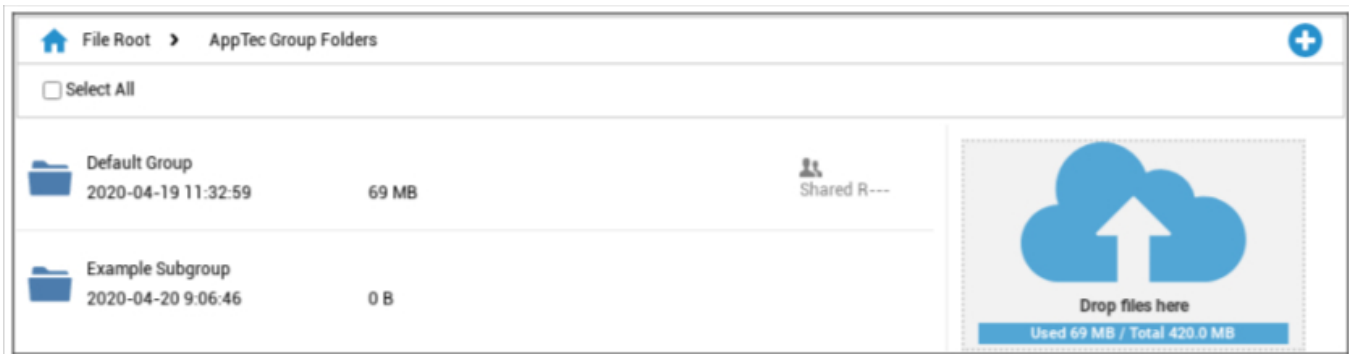 File Root > AppTec Group Folders
Select All
Default Group
2020-04-19 11:32:59 69 MB
Shared R---
Example Subgroup
2020-04-20 9:06:46 0 B
Drop files here
Used 69 MB / Total 420.0 MB